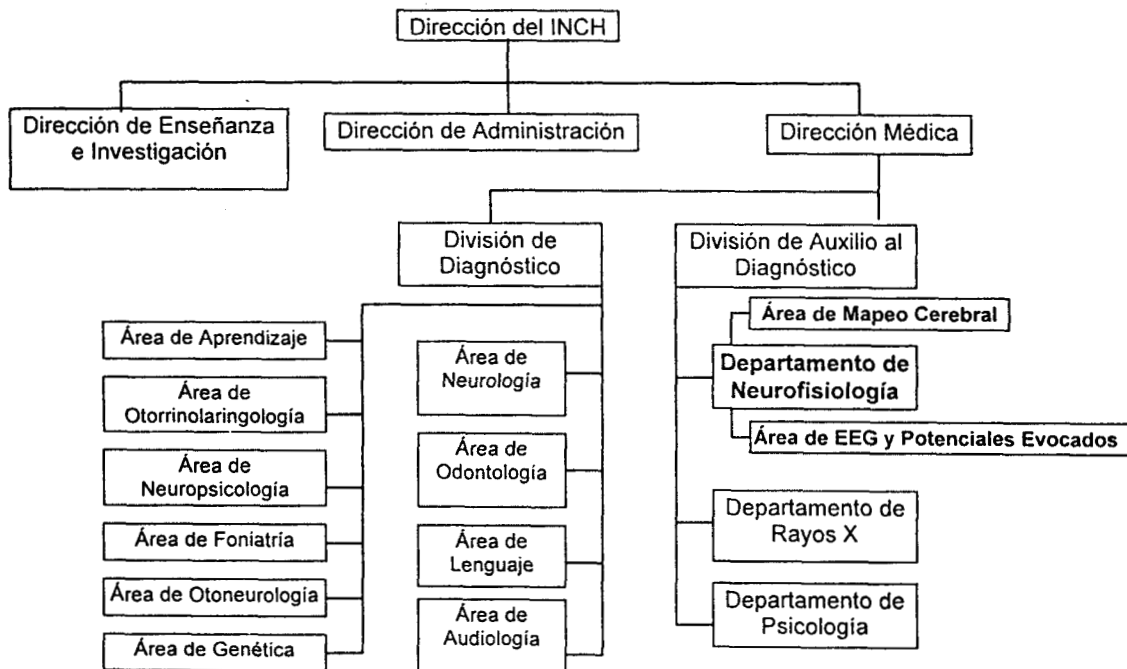 Dirección del INCH
Dirección de Enseñanza
e Investigación
Dirección de Administración
Dirección Médica
División de
Diagnóstico
División de Auxilio al
Diagnóstico
Área de Aprendizaje
Área de
Otorrinolaringología
Área de
Neuropsicología
Área de Foniatría
Área de Otoneurología
Área de Genética
Área de
Neurología
Área de
Odontología
Área de
Lenguaje
Área de
Audiología
Área de Mapeo Cerebral
Departamento de
Neurofisiología
Área de EEG y Potenciales Evocados
Departamento de
Rayos X
Departamento de
Psicología